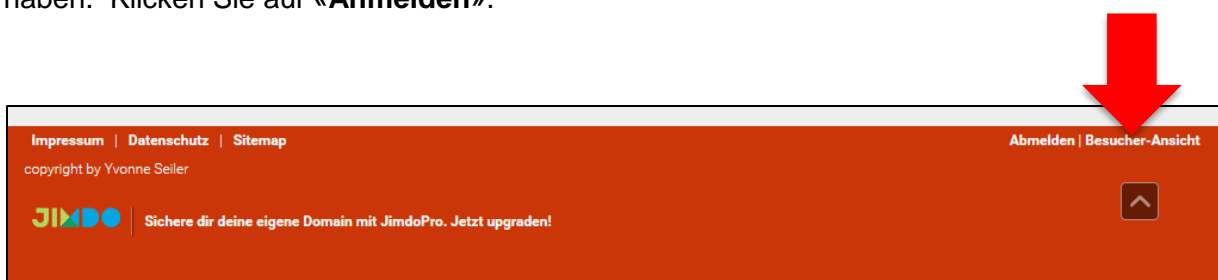 haben. Klicken Sie auf «Anmelden».
Impressum | Datenschutz | Sitemap
Abmelden | Besucher-Ansicht
copyright by Yvonne Seiler
JIMDO
Sichere dir deine eigene Domain mit JimdoPro. Jetzt upgraden!